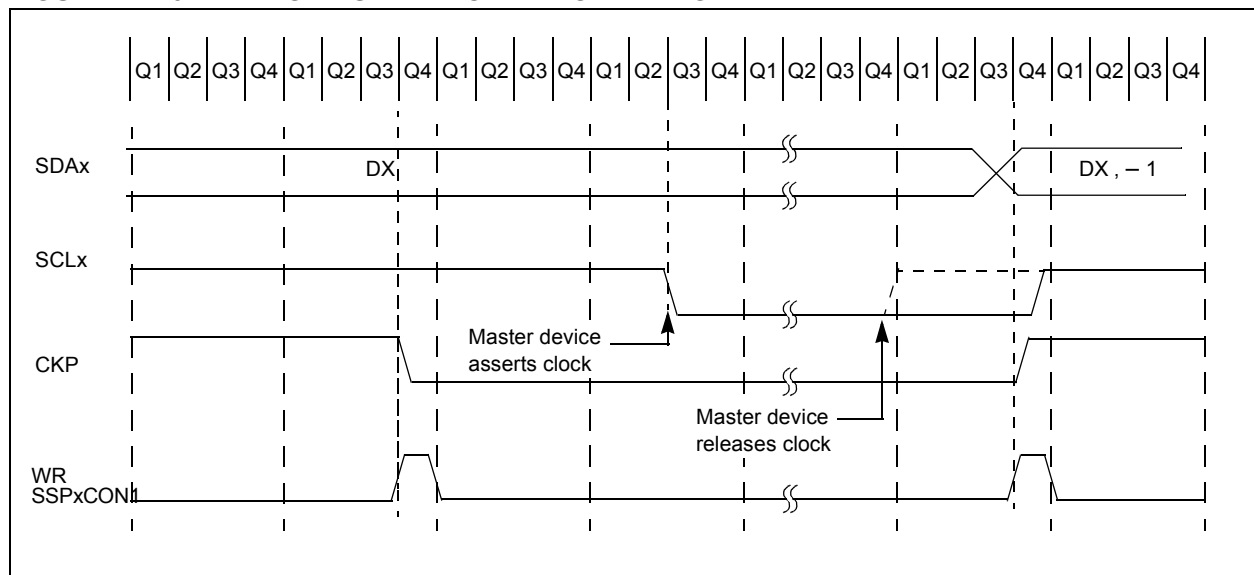 Q1 Q2 Q3 Q4 Q1 Q2 Q3 Q4 Q1 Q2 Q3 Q4 Q1 Q2 Q3 Q4 Q1 Q2 Q3 Q4 Q1 Q2 Q3 Q4 Q1 Q2 Q3 Q4
SDAx
DX
DX , – 1
SCLx
Master device
asserts clock
CKP
Master device
releases clock
WR
SSPxCON1